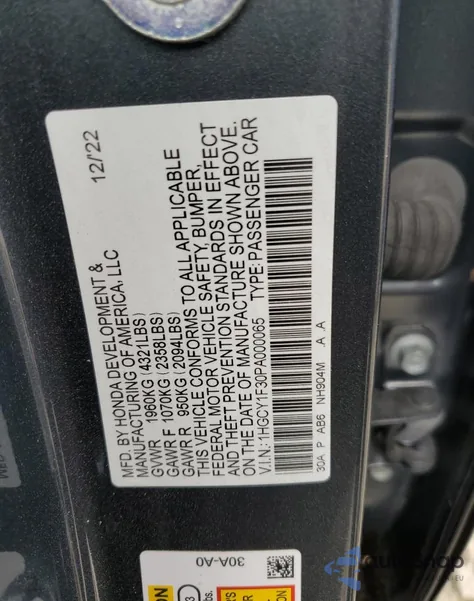 MFD. BY HONDA DEVELOPMENT & 12/22
MANUFACTURING OF AMERICA, LLC
GVWR 1960KG (4321LBS)
GAWR F 1070KG (2358LBS)
GAWR R 950KG (2094LBS)
THIS VEHICLE CONFORMS TO ALL APPLICABLE
FEDERAL MOTOR VEHICLE SAFETY, BUMPER,
AND THEFT PREVENTION STANDARDS IN EFFECT
ON THE DATE OF MANUFACTURE SHOWN ABOVE.
V.I.N.: 1HGCY1F30PA000065 TYPE: PASSENGER CAR
30A P AB6 NH904M .A .A
30A-A0